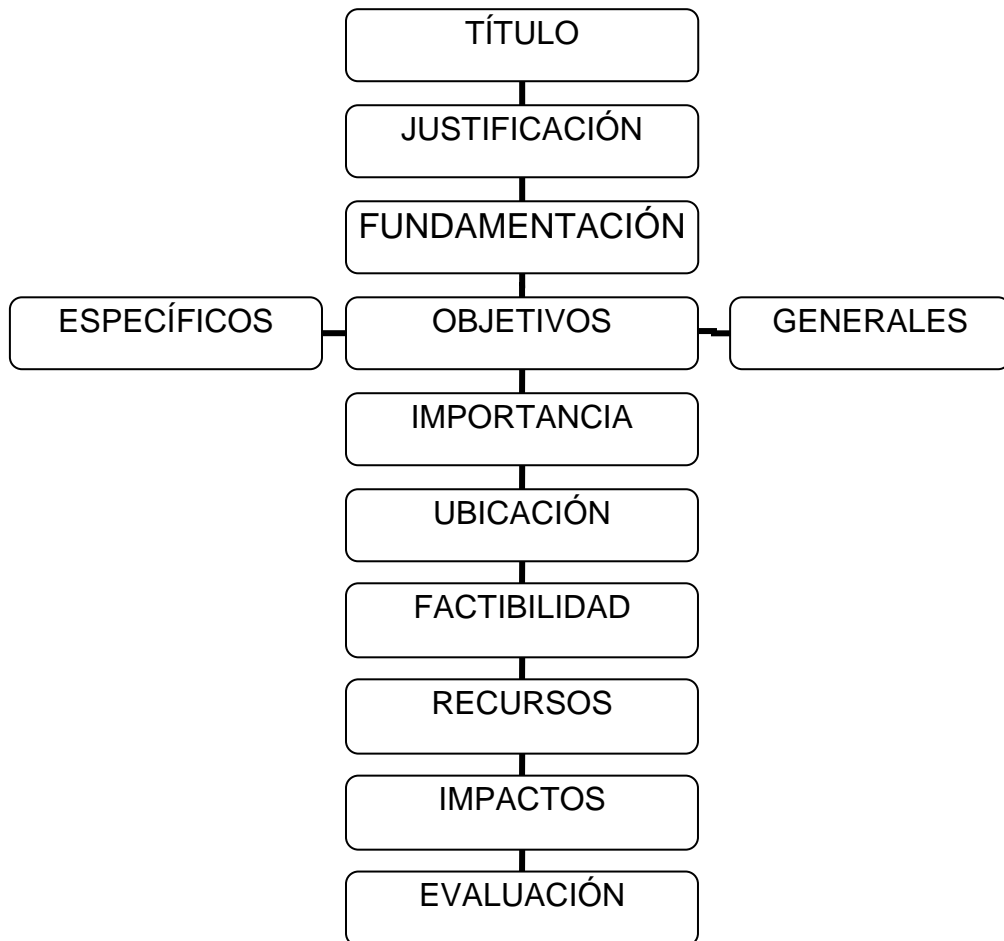 TÍTULO
JUSTIFICACIÓN
FUNDAMENTACIÓN
ESPECÍFICOS
OBJETIVOS
GENERALES
IMPORTANCIA
UBICACIÓN
FACTIBILIDAD
RECURSOS
IMPACTOS
EVALUACIÓN